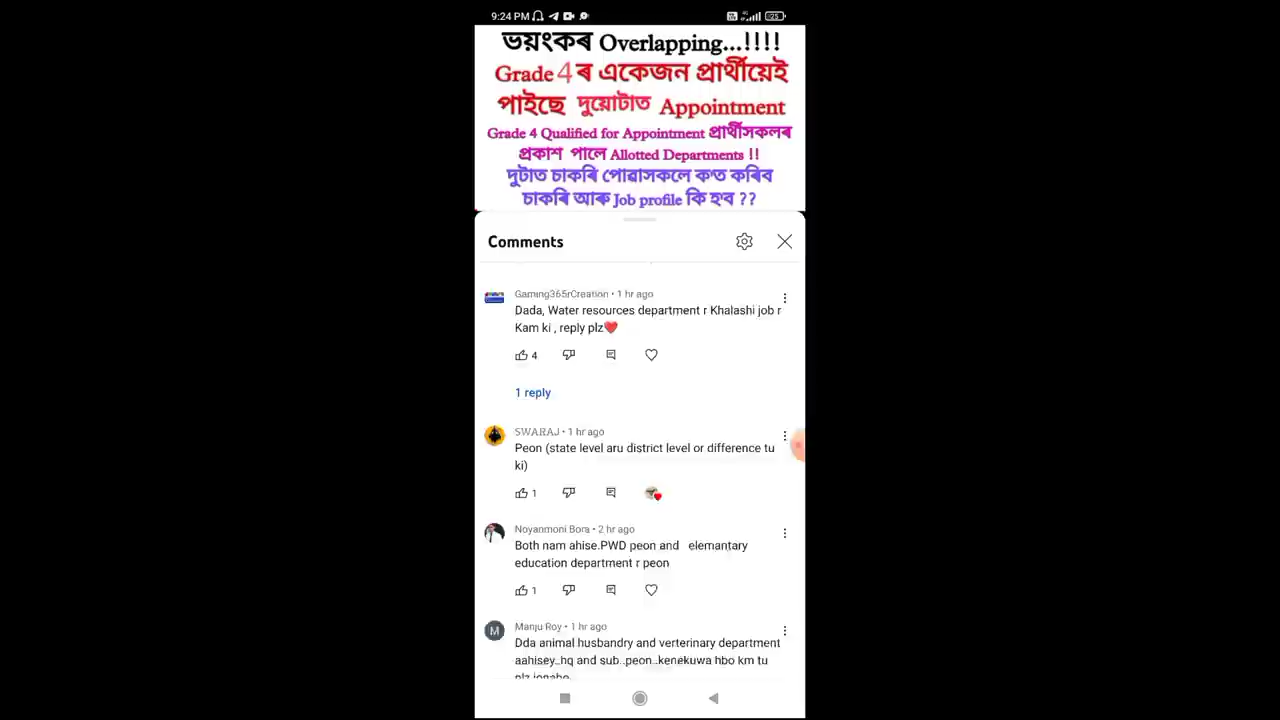 9:24 PM
25
ভয়ংকৰ Overlapping...!!!!
Grade 4 ৰ একেজন প্ৰাৰ্থীয়েই
পাইছে দুয়োটাত Appointment
Grade 4 Qualified for Appointment প্ৰাৰ্থীসকলৰ
প্ৰকাশ পালে Allotted Departments !!
দুটাত চাকৰি পোৱাসকলে ক'ত কৰিব
চাকৰি আৰু Job profile কি হ'ব ??
Comments
Gaming365rCreation • 1 hr ago
Dada, Water resources department r Khalashi job r
Kam ki , reply plz❤️
4
1 reply
SWARAJ • 1 hr ago
Peon (state level aru district level or difference tu
ki)
1
Noyanmoni Bora • 2 hr ago
Both nam ahise.PWD peon and elemantary
education department r peon
1
M
Manju Roy • 1 hr ago
Dda animal husbandry and verterinary department
aahisey..hq and sub..peon..kenekuwa hbo km tu
plz jonabo